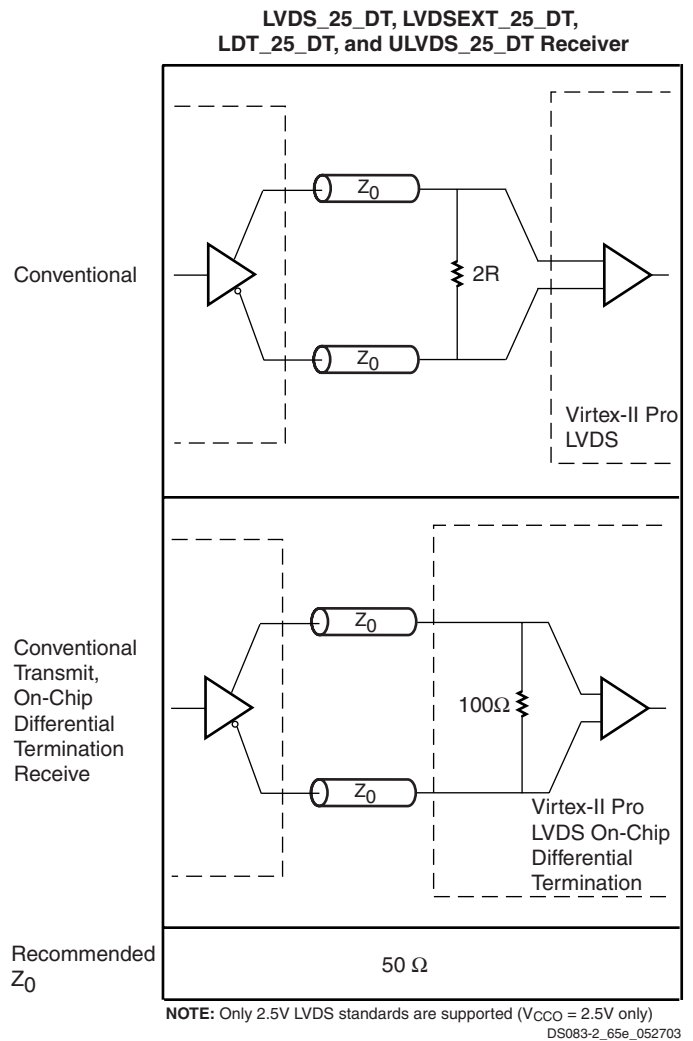 LVDS_25_DT, LVDSEXT_25_DT,
LDT_25_DT, and ULVDS_25_DT Receiver
Conventional
Z0
2R
Z0
Virtex-II Pro
LVDS
Conventional
Transmit,
On-Chip
Differential
Termination
Receive
Z0
100Ω
Z0
Virtex-II Pro
LVDS On-Chip
Differential
Termination
Recommended
Z0
50 Ω
NOTE: Only 2.5V LVDS standards are supported (VCCO = 2.5V only)
DS083-2_65e_052703